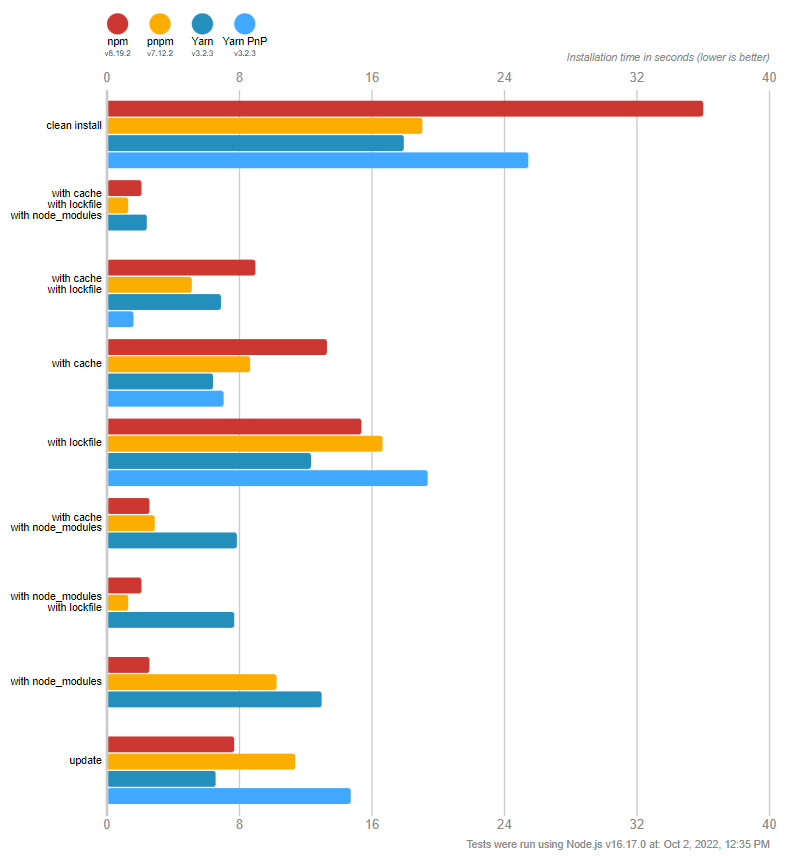 npm pnpm Yarn Yarn PnP
v8.19.2 v7.12.2 v3.2.3 v3.2.3
Installation time in seconds (lower is better)
0 8 16 24 32 40
clean install
with cache
with lockfile
with node_modules
with cache
with lockfile
with cache
with lockfile
with cache
with node_modules
with node_modules
with lockfile
with node_modules
update
0 8 16 24 32 40
Tests were run using Node.js v16.17.0 at: Oct 2, 2022, 12:35 PM